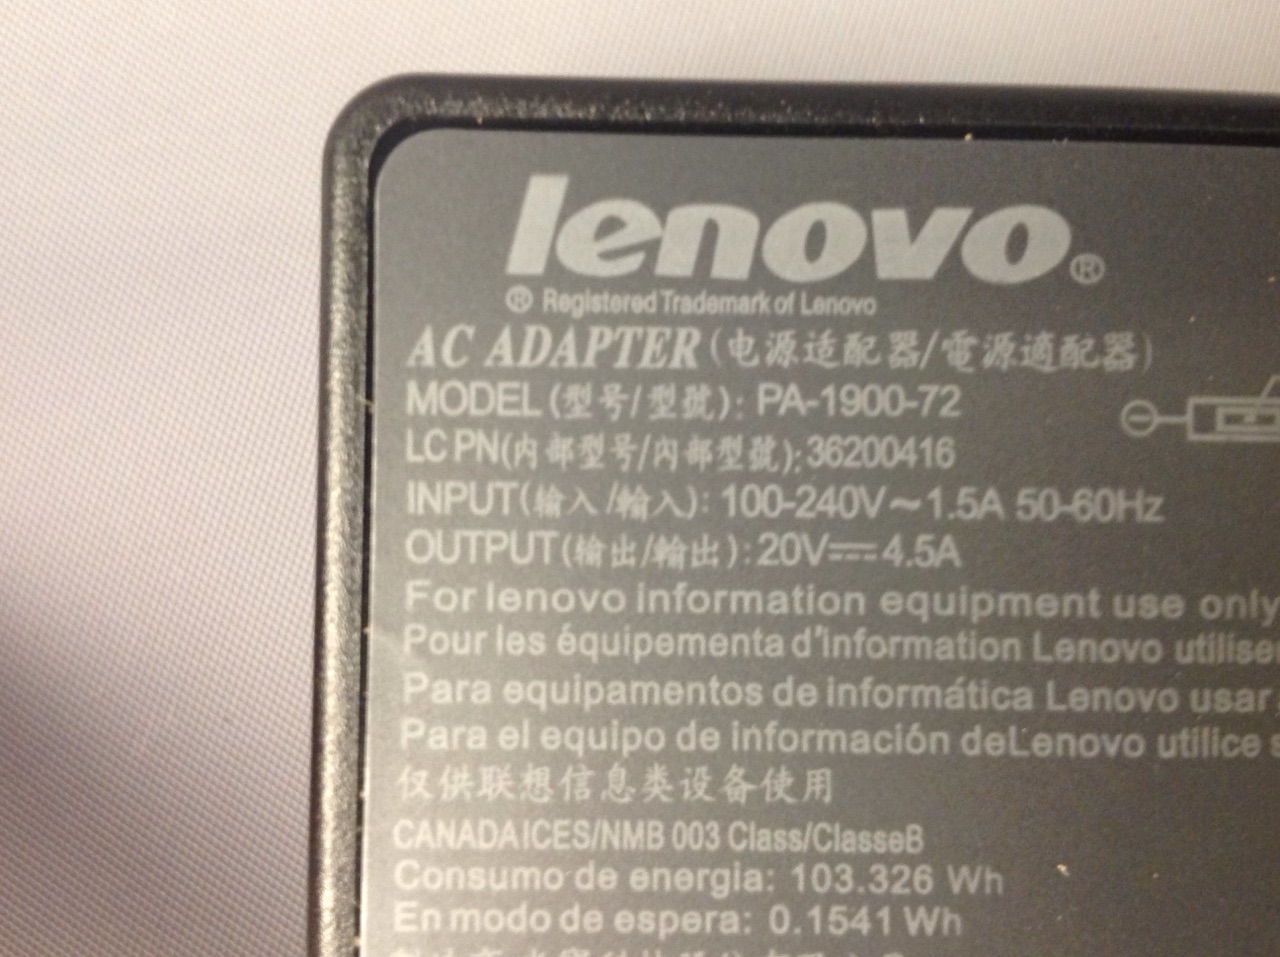 lenovo®
® Registered Trademark of Lenovo
AC ADAPTER(电源适配器/電源適配器)
MODEL(型号/型號): PA-1900-72
LC PN(内部型号/內部型號):36200416
INPUT(输入/輸入): 100-240V～1.5A 50-60Hz
OUTPUT(输出/輸出):20V⎓4.5A
For lenovo information equipment use only
Pour les équipementa d'information Lenovo utilise
Para equipamentos de informática Lenovo usar
Para el equipo de información deLenovo utilice
仅供联想信息类设备使用
CANADA ICES/NMB 003 Class/ClasseB
Consumo de energia: 103.326 Wh
En modo de espera: 0.1541 Wh